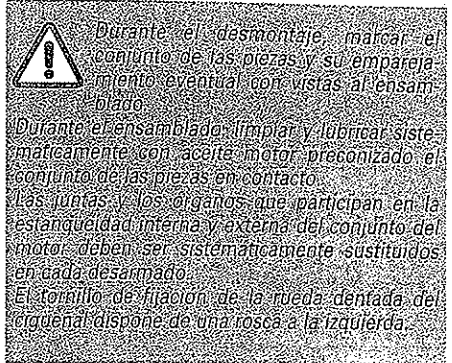 Durante el desmontaje, marcar el
conjunto de las piezas y su empareja-
miento eventual con vistas al ensam-
blado.
Durante el ensamblado, limpiar y lubricar siste-
máticamente con aceite motor preconizado el
conjunto de las piezas en contacto.
Las juntas y los órganos que participan en la
estanqueidad interna y externa del conjunto del
motor, deben ser sistemáticamente sustituidos
en cada desarmado.
El tornillo de fijación de la rueda dentada del
cigüeñal dispone de una rosca a la izquierda.